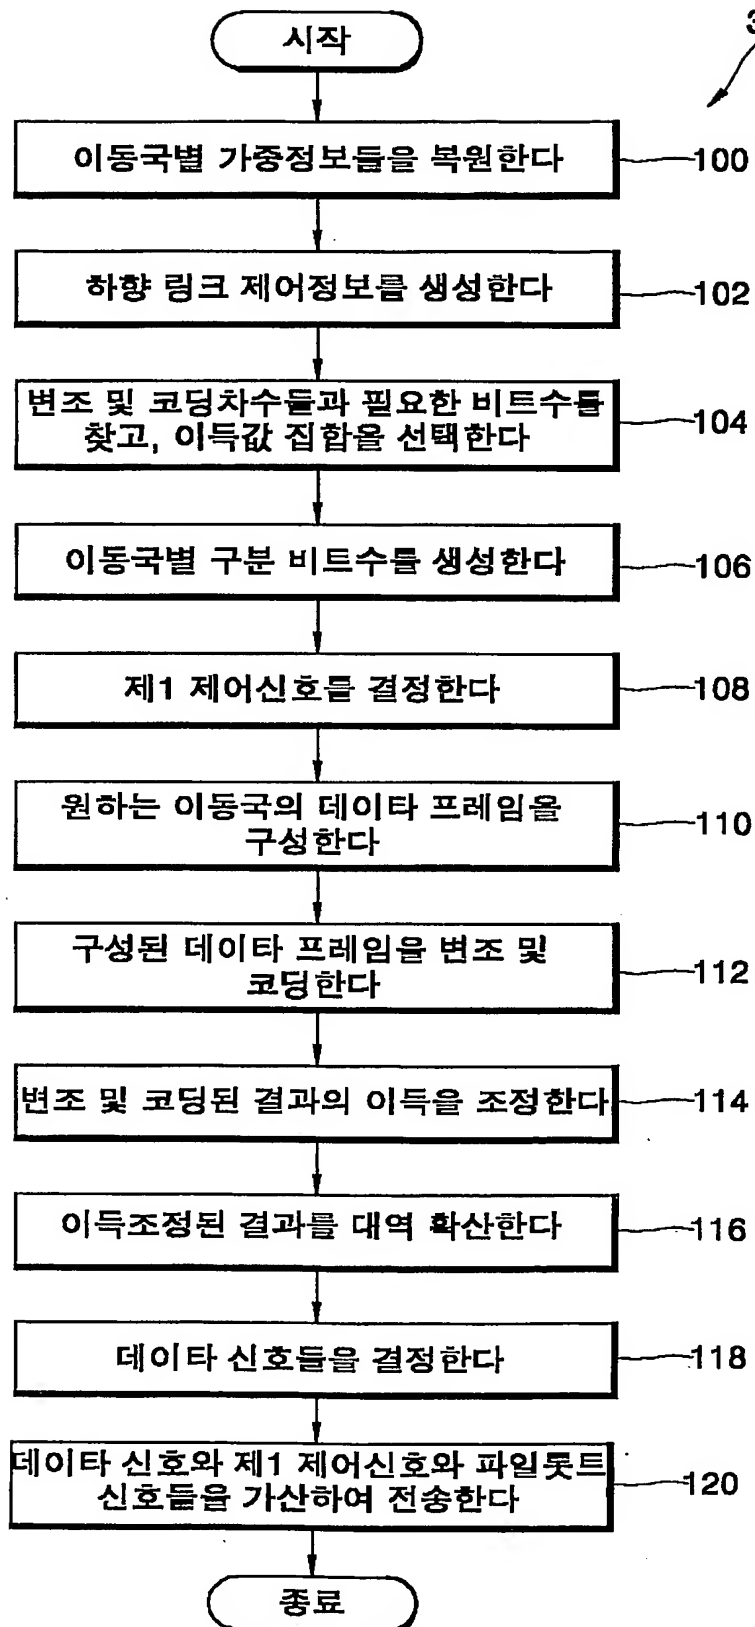 시작
이동국별 가중정보들을 복원한다
100
하향 링크 제어정보를 생성한다
102
변조 및 코딩차수들과 필요한 비트수를
찾고, 이득값 집합을 선택한다
104
이동국별 구분 비트수를 생성한다
106
제1 제어신호를 결정한다
108
원하는 이동국의 데이타 프레임을
구성한다
110
구성된 데이타 프레임을 변조 및
코딩한다
112
변조 및 코딩된 결과의 이득을 조정한다
114
이득조정된 결과를 대역 확산한다
116
데이타 신호들을 결정한다
118
데이타 신호와 제1 제어신호와 파일롯트
신호들을 가산하여 전송한다
120
종료